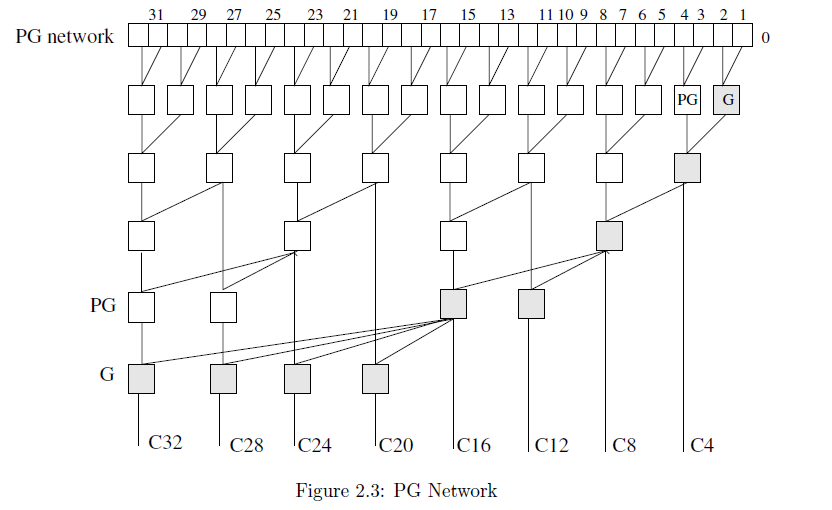 31 29 27 25 23 21 19 17 15 13 11 10 9 8 7 6 5 4 3 2 1
PG network 0
PG G
PG
G
C32 C28 C24 C20 C16 C12 C8 C4
Figure 2.3: PG Network